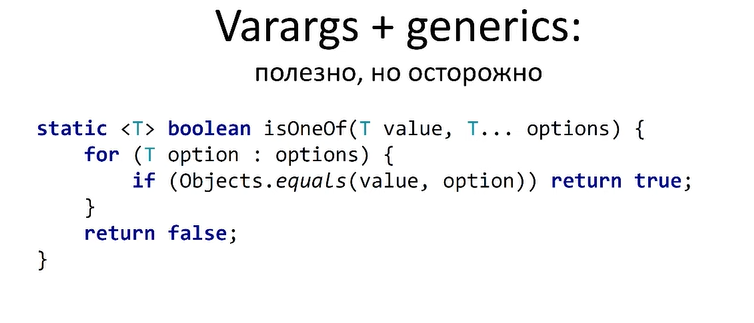 Varargs + generics:
полезно, но осторожно
static <T> boolean isOneOf(T value, T... options) {
    for (T option : options) {
        if (Objects.equals(value, option)) return true;
    }
    return false;
}